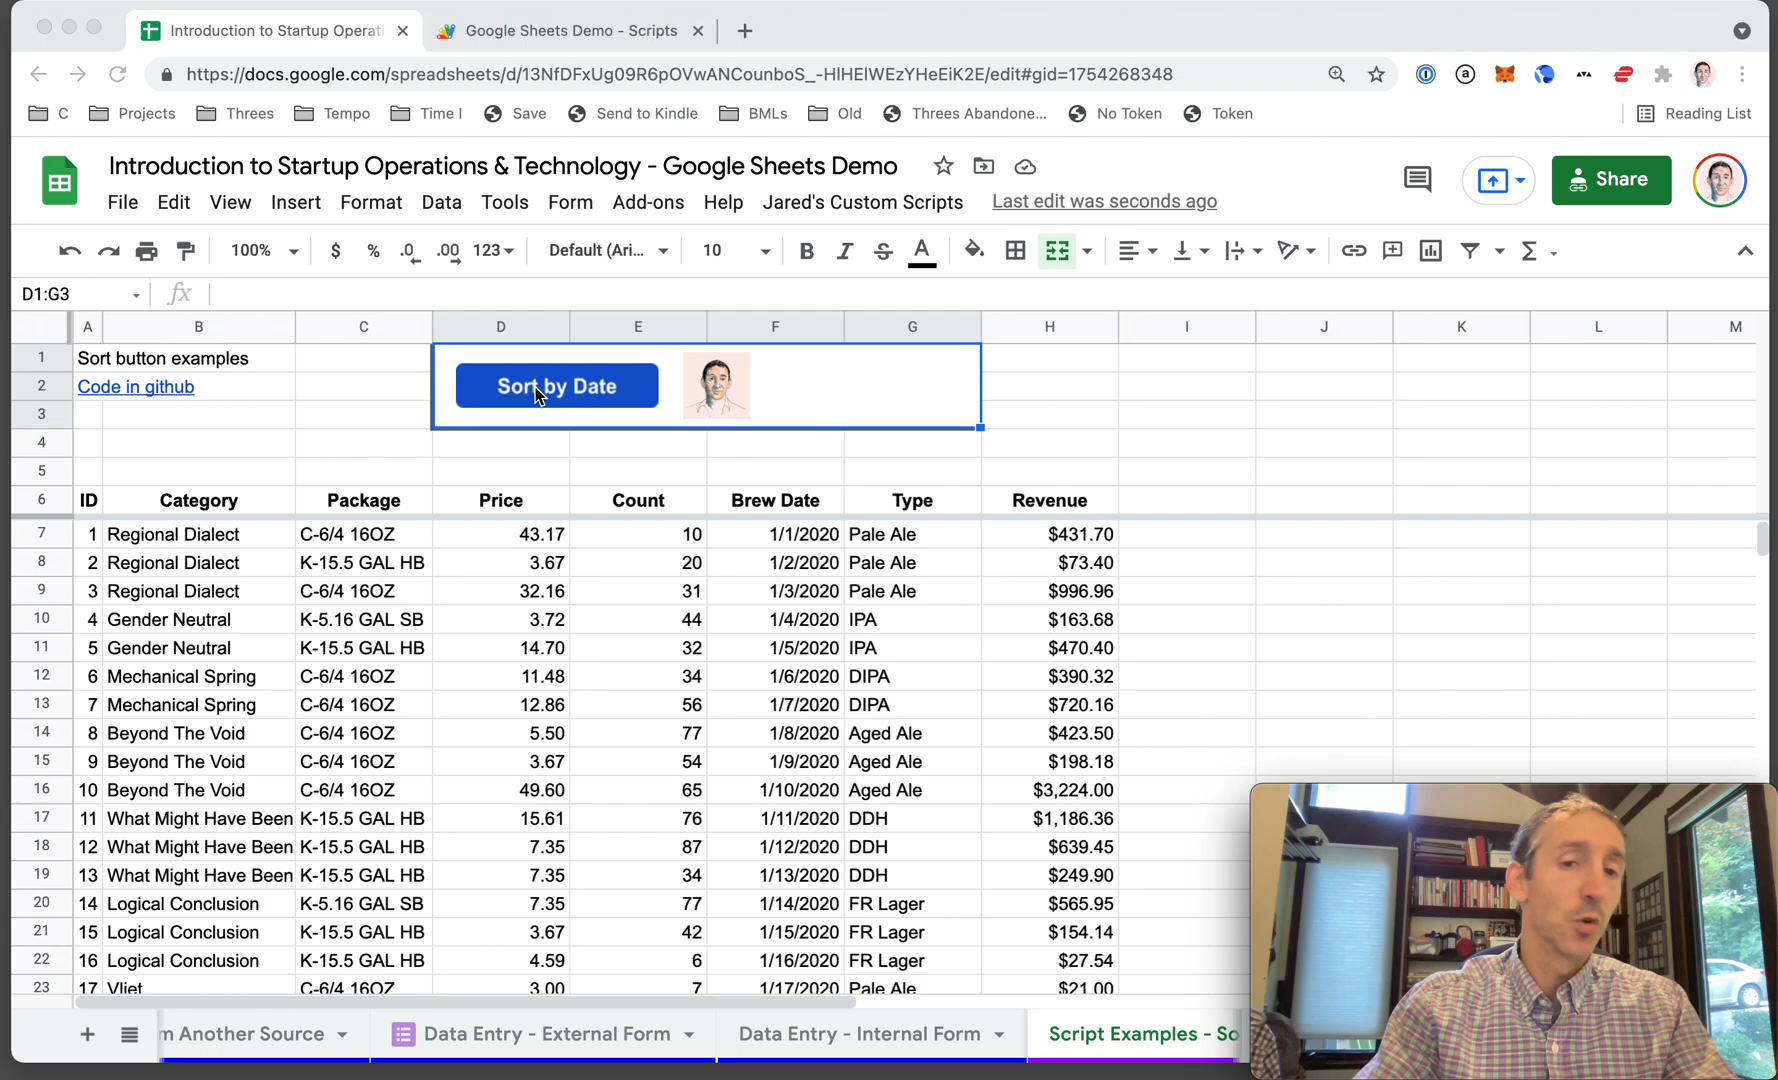 Introduction to Startup Operati
Google Sheets Demo - Scripts
https://docs.google.com/spreadsheets/d/13NfDFxUg09R6pOVwANCounboS_-HIHElWEzYHeEiK2E/edit#gid=1754268348
C Projects Threes Tempo Time I Save Send to Kindle BMLs Old Threes Abandone... No Token Token Reading List
Introduction to Startup Operations & Technology - Google Sheets Demo
Share
File Edit View Insert Format Data Tools Form Add-ons Help Jared's Custom Scripts Last edit was seconds ago
100% $ % .0 .00 123 Default (Ari... 10 B I S A Σ
D1:G3 fx
A B C D E F G H I J K L M
1 Sort button examples
Sort by Date
2 Code in github
3
4
5
6 ID Category Package Price Count Brew Date Type Revenue
7 1 Regional Dialect C-6/4 16OZ 43.17 10 1/1/2020 Pale Ale $431.70
8 2 Regional Dialect K-15.5 GAL HB 3.67 20 1/2/2020 Pale Ale $73.40
9 3 Regional Dialect C-6/4 16OZ 32.16 31 1/3/2020 Pale Ale $996.96
10 4 Gender Neutral K-5.16 GAL SB 3.72 44 1/4/2020 IPA $163.68
11 5 Gender Neutral K-15.5 GAL HB 14.70 32 1/5/2020 IPA $470.40
12 6 Mechanical Spring C-6/4 16OZ 11.48 34 1/6/2020 DIPA $390.32
13 7 Mechanical Spring C-6/4 16OZ 12.86 56 1/7/2020 DIPA $720.16
14 8 Beyond The Void C-6/4 16OZ 5.50 77 1/8/2020 Aged Ale $423.50
15 9 Beyond The Void C-6/4 16OZ 3.67 54 1/9/2020 Aged Ale $198.18
16 10 Beyond The Void C-6/4 16OZ 49.60 65 1/10/2020 Aged Ale $3,224.00
17 11 What Might Have Been K-15.5 GAL HB 15.61 76 1/11/2020 DDH $1,186.36
18 12 What Might Have Been K-15.5 GAL HB 7.35 87 1/12/2020 DDH $639.45
19 13 What Might Have Been K-15.5 GAL HB 7.35 34 1/13/2020 DDH $249.90
20 14 Logical Conclusion K-5.16 GAL SB 7.35 77 1/14/2020 FR Lager $565.95
21 15 Logical Conclusion K-15.5 GAL HB 3.67 42 1/15/2020 FR Lager $154.14
22 16 Logical Conclusion K-15.5 GAL HB 4.59 6 1/16/2020 FR Lager $27.54
23 17 Vliet C-6/4 16OZ 3.00 7 1/17/2020 Pale Ale $21.00
m Another Source Data Entry - External Form Data Entry - Internal Form Script Examples - So